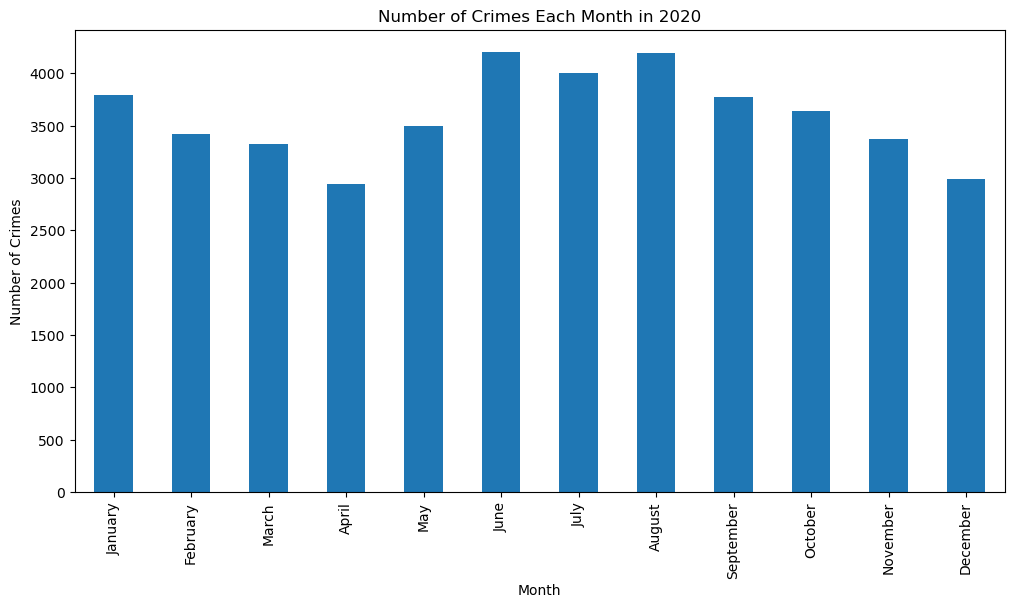 Number of Crimes Each Month in 2020
Number of Crimes
4000
3500
3000
2500
2000
1500
1000
500
0
January
February
March
April
May
June
July
August
September
October
November
December
Month